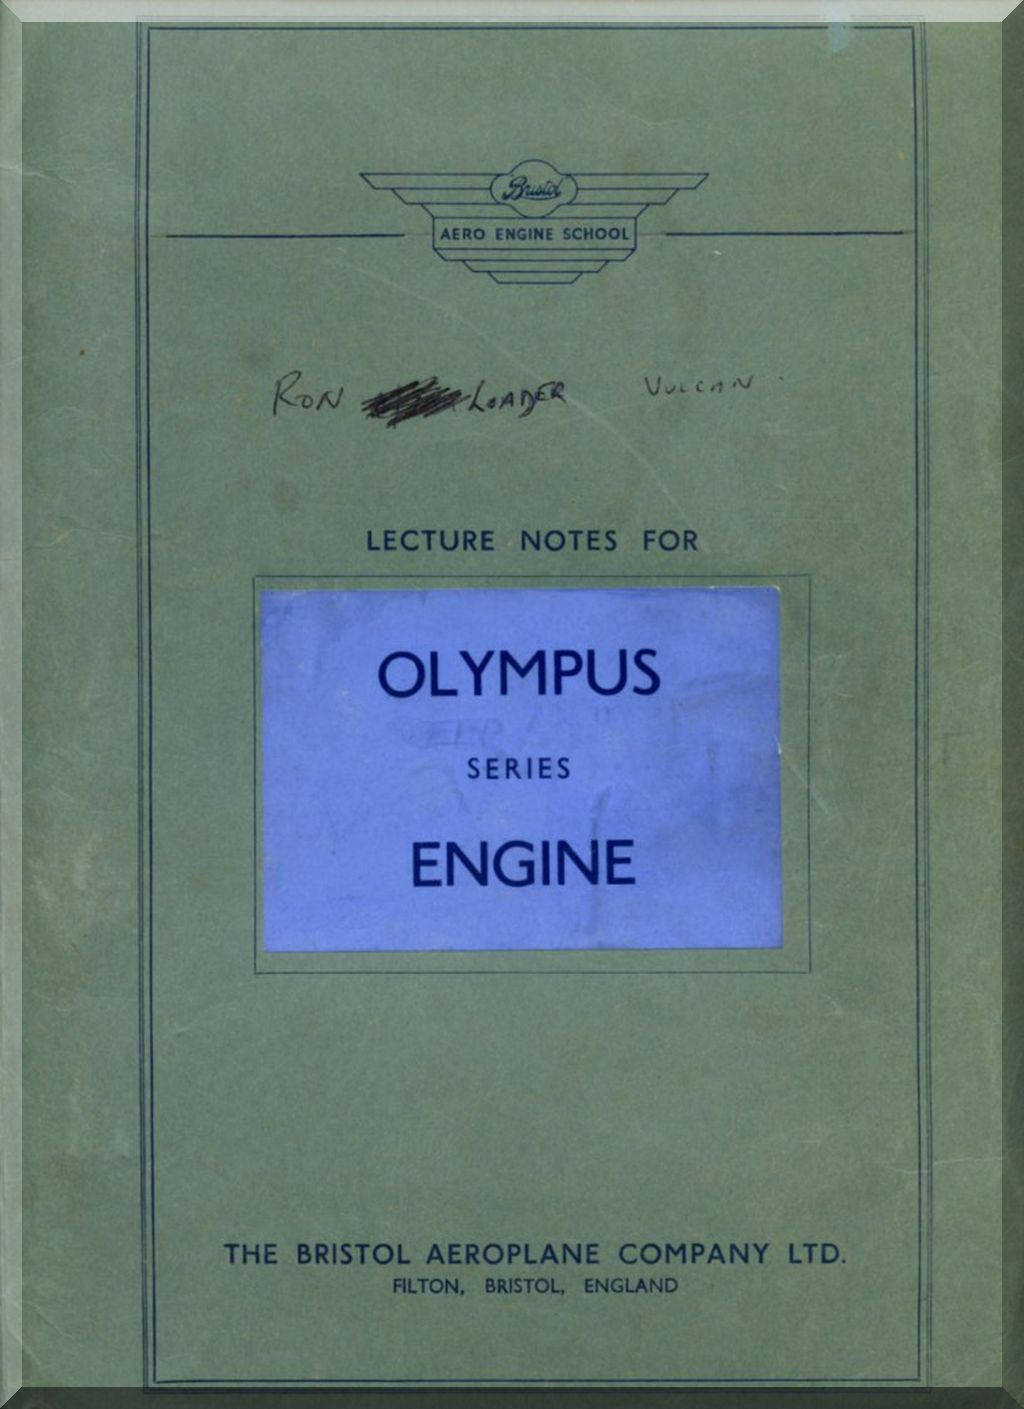 Bristol
AERO ENGINE SCHOOL
RON LOADER VULCAN
LECTURE NOTES FOR
OLYMPUS
SERIES
ENGINE
THE BRISTOL AEROPLANE COMPANY LTD.
FILTON, BRISTOL, ENGLAND